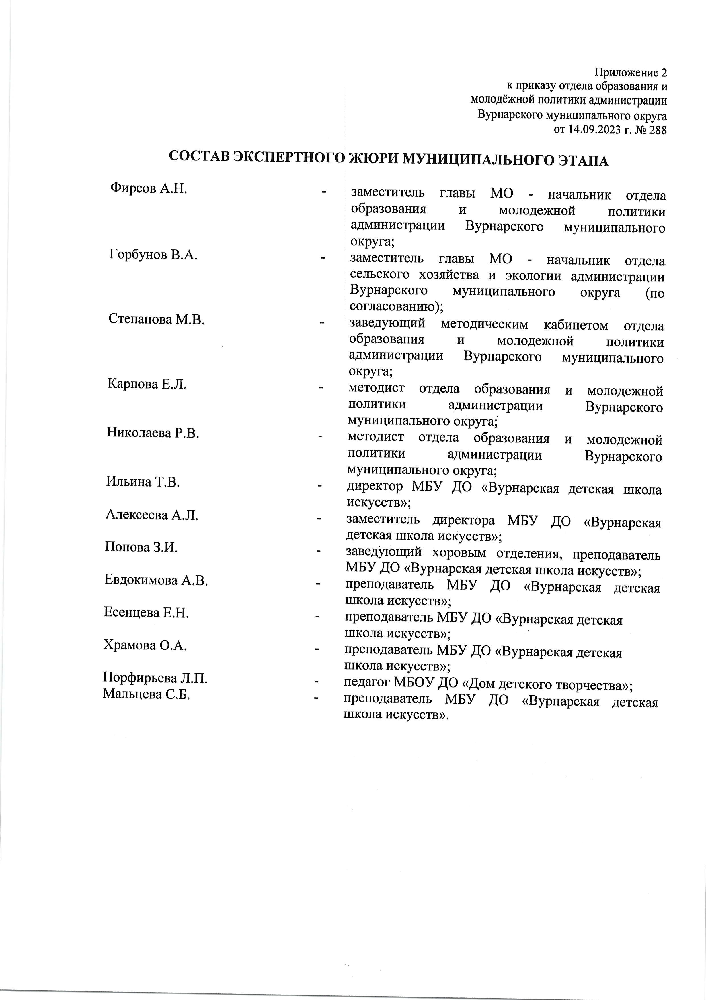 Приложение 2
к приказу отдела образования и
молодёжной политики администрации
Вурнарского муниципального округа
от 14.09.2023 г. № 288
СОСТАВ ЭКСПЕРТНОГО ЖЮРИ МУНИЦИПАЛЬНОГО ЭТАПА
Фирсов А.Н. - заместитель главы МО - начальник отдела
образования и молодежной политики
администрации Вурнарского муниципального
округа;
Горбунов В.А. - заместитель главы МО - начальник отдела
сельского хозяйства и экологии администрации
Вурнарского муниципального округа (по
согласованию);
Степанова М.В. - заведующий методическим кабинетом отдела
образования и молодежной политики
администрации Вурнарского муниципального
округа;
Карпова Е.Л. - методист отдела образования и молодежной
политики администрации Вурнарского
муниципального округа;
Николаева Р.В. - методист отдела образования и молодежной
политики администрации Вурнарского
муниципального округа;
Ильина Т.В. - директор МБУ ДО «Вурнарская детская школа
искусств»;
Алексеева А.Л. - заместитель директора МБУ ДО «Вурнарская
детская школа искусств»;
Попова З.И. - заведующий хоровым отделения, преподаватель
МБУ ДО «Вурнарская детская школа искусств»;
Евдокимова А.В. - преподаватель МБУ ДО «Вурнарская детская
школа искусств»;
Есенцева Е.Н. - преподаватель МБУ ДО «Вурнарская детская
школа искусств»;
Храмова О.А. - преподаватель МБУ ДО «Вурнарская детская
школа искусств»;
Порфирьева Л.П. - педагог МБОУ ДО «Дом детского творчества»;
Мальцева С.Б. - преподаватель МБУ ДО «Вурнарская детская
школа искусств».